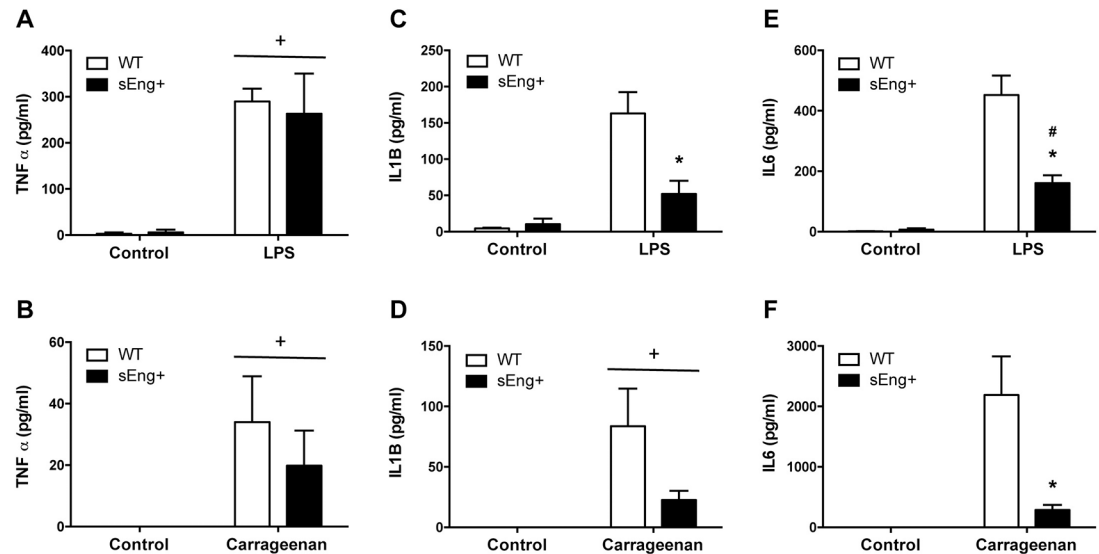 A
TNF α (pg/ml)
400
300
200
300
0
WT
sEng+
+
Control
LPS
C
IL1B (pg/ml)
250
200
150
100
50
0
WT
sEng+
*
Control
LPS
E
IL6 (pg/ml)
600
400
200
0
WT
sEng+
#
*
Control
LPS
B
TNF α (pg/ml)
60
40
20
0
WT
sEng+
+
Control
Carrageenan
D
IL1B (pg/ml)
150
100
50
0
WT
sEng+
+
Control
Carrageenan
F
IL6 (pg/ml)
3000
2000
1000
0
WT
sEng+
*
Control
Carrageenan